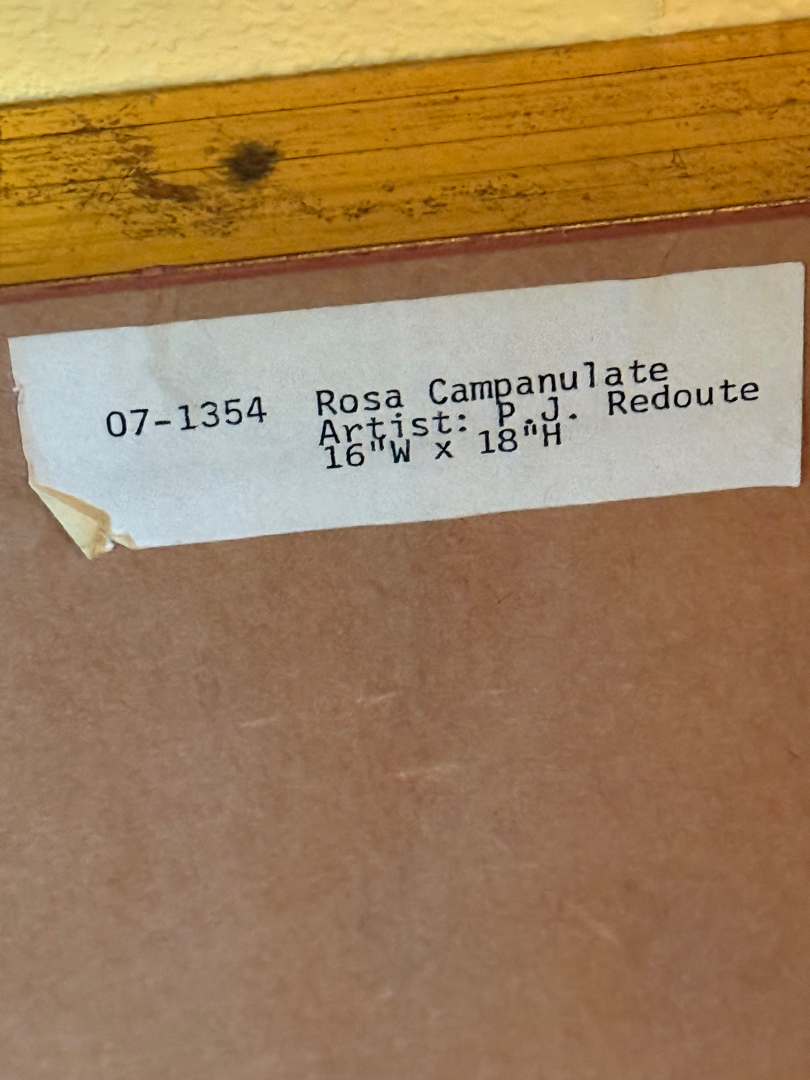 07-1354 Rosa Campanulate
Artist: P.J. Redoute
16"W x 18"H